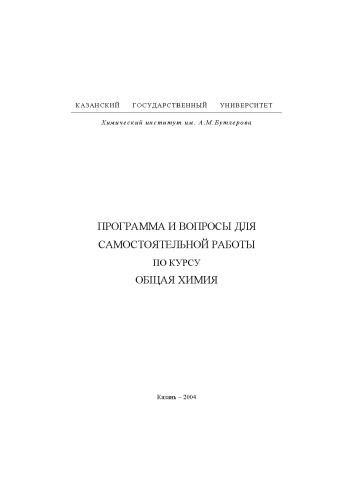 КАЗАНСКИЙ ГОСУДАРСТВЕННЫЙ УНИВЕРСИТЕТ
Химический институт им. А.М.Бутлерова
ПРОГРАММА И ВОПРОСЫ ДЛЯ
САМОСТОЯТЕЛЬНОЙ РАБОТЫ
ПО КУРСУ
ОБЩАЯ ХИМИЯ
Казань – 2004